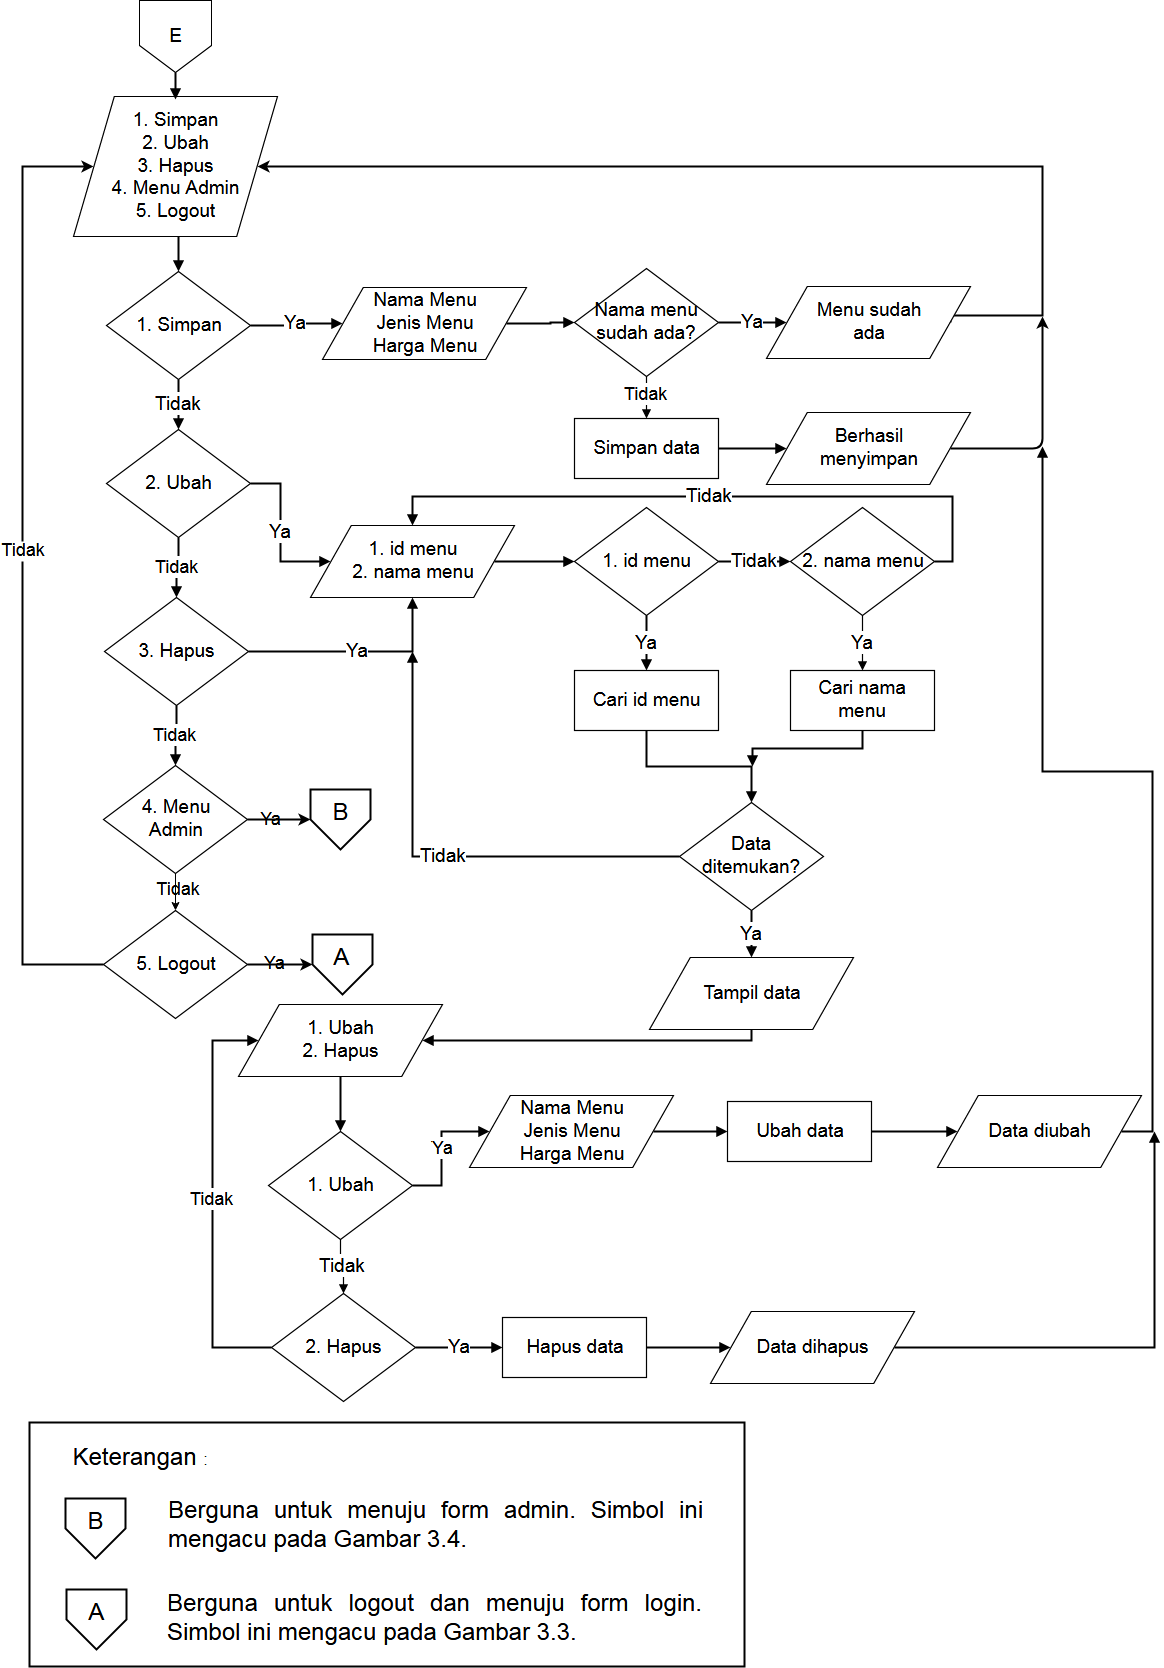 E
1. Simpan
2. Ubah
3. Hapus
4. Menu Admin
5. Logout
1. Simpan
Ya
Nama Menu
Jenis Menu
Harga Menu
Nama menu
sudah ada?
Ya
Menu sudah
ada
Tidak
Tidak
Simpan data
Berhasil
menyimpan
2. Ubah
Ya
Tidak
1. id menu
2. nama menu
1. id menu
Tidak
2. nama menu
Tidak
Tidak
3. Hapus
Ya
Ya
Ya
Cari id menu
Cari nama
menu
Tidak
4. Menu
Admin
Ya
B
Data
ditemukan?
Tidak
Tidak
Ya
5. Logout
Ya
A
Tampil data
1. Ubah
2. Hapus
Nama Menu
Jenis Menu
Harga Menu
Ubah data
Data diubah
Ya
1. Ubah
Tidak
Tidak
2. Hapus
Ya
Hapus data
Data dihapus
Keterangan :
B
Berguna untuk menuju form admin. Simbol ini
mengacu pada Gambar 3.4.
A
Berguna untuk logout dan menuju form login.
Simbol ini mengacu pada Gambar 3.3.